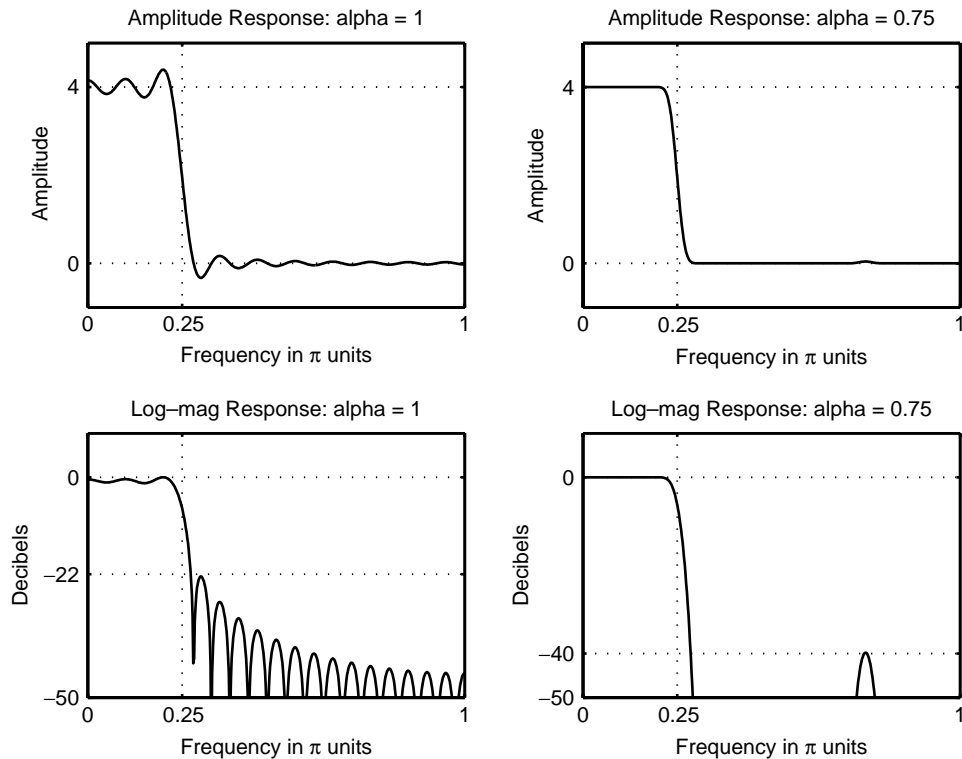 Amplitude Response: alpha = 1
4
0
Amplitude
0
0.25
1
Frequency in π units
Amplitude Response: alpha = 0.75
4
0
Amplitude
0
0.25
1
Frequency in π units
Log–mag Response: alpha = 1
0
–22
–50
Decibels
0
0.25
1
Frequency in π units
Log–mag Response: alpha = 0.75
0
–40
–50
Decibels
0
0.25
1
Frequency in π units